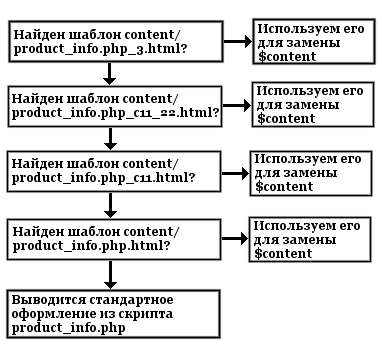 Найден шаблон content/
product_info.php_3.html?
Используем его
для замены
$content
Найден шаблон content/
product_info.php_c11_22.html?
Используем его
для замены
$content
Найден шаблон content/
product_info.php_c11.html?
Используем его
для замены
$content
Найден шаблон content/
product_info.php.html?
Используем его
для замены
$content
Выводится стандартное
оформление из скрипта
product_info.php